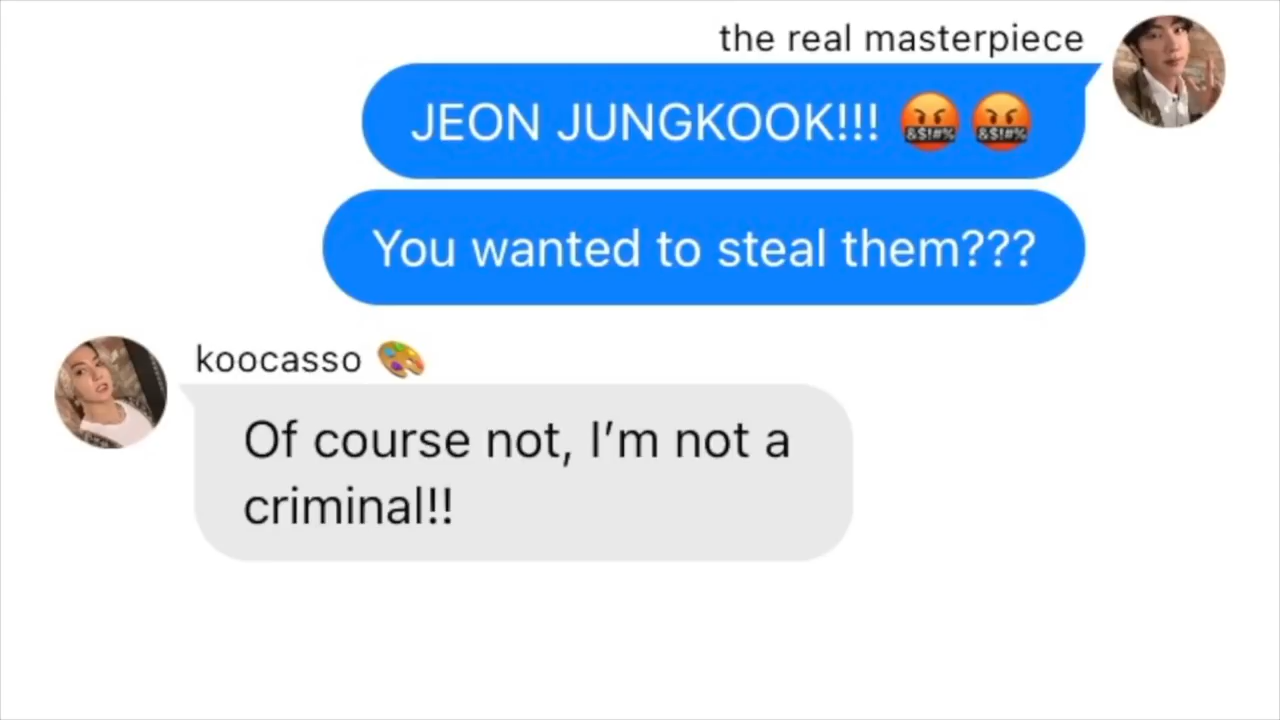 the real masterpiece
JEON JUNGKOOK!!! 🤬🤬
You wanted to steal them???
koocasso 🎨
Of course not, I’m not a
criminal!!